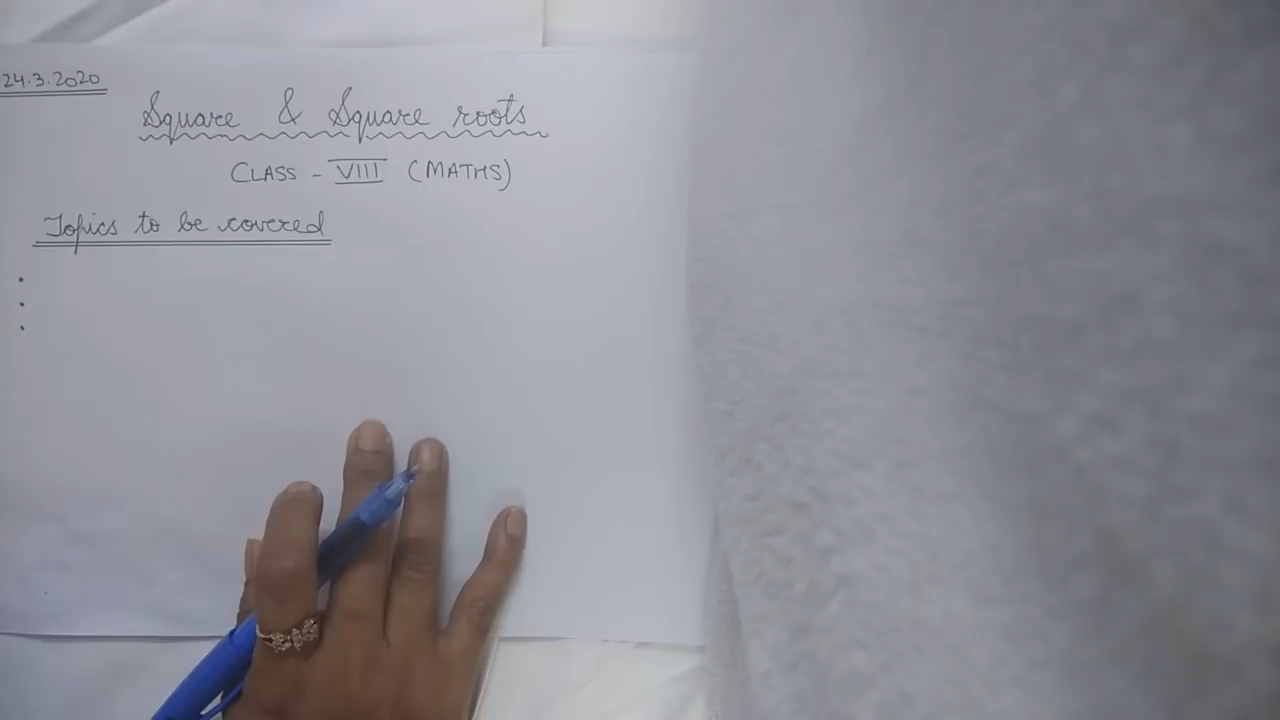 24.3.2020
Square & Square roots
CLASS - VIII (MATHS)
Topics to be covered